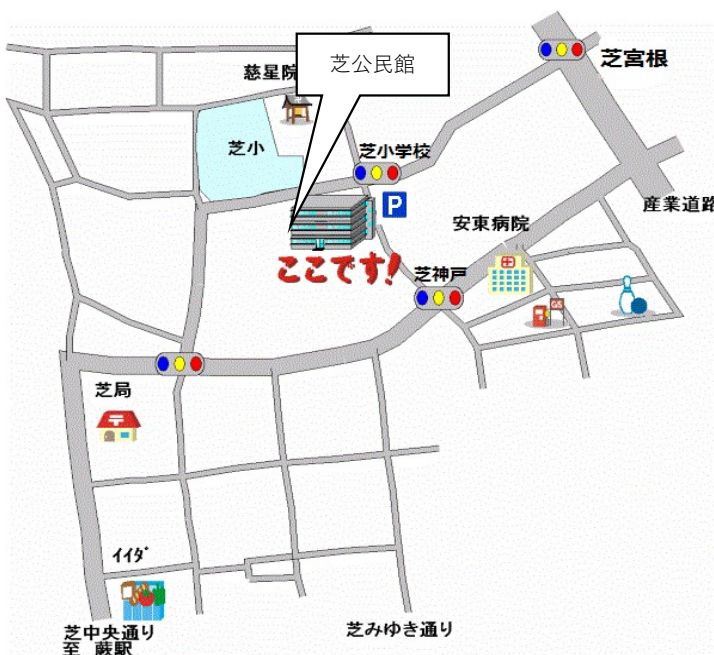 芝宮根
芝公民館
慈星院
芝小
芝小学校
P
産業道路
安東病院
ここです!
芝神戸
GS
芝局
〒
ｲｲﾀﾞ
芝中央通り
至 蕨駅
芝みゆき通り